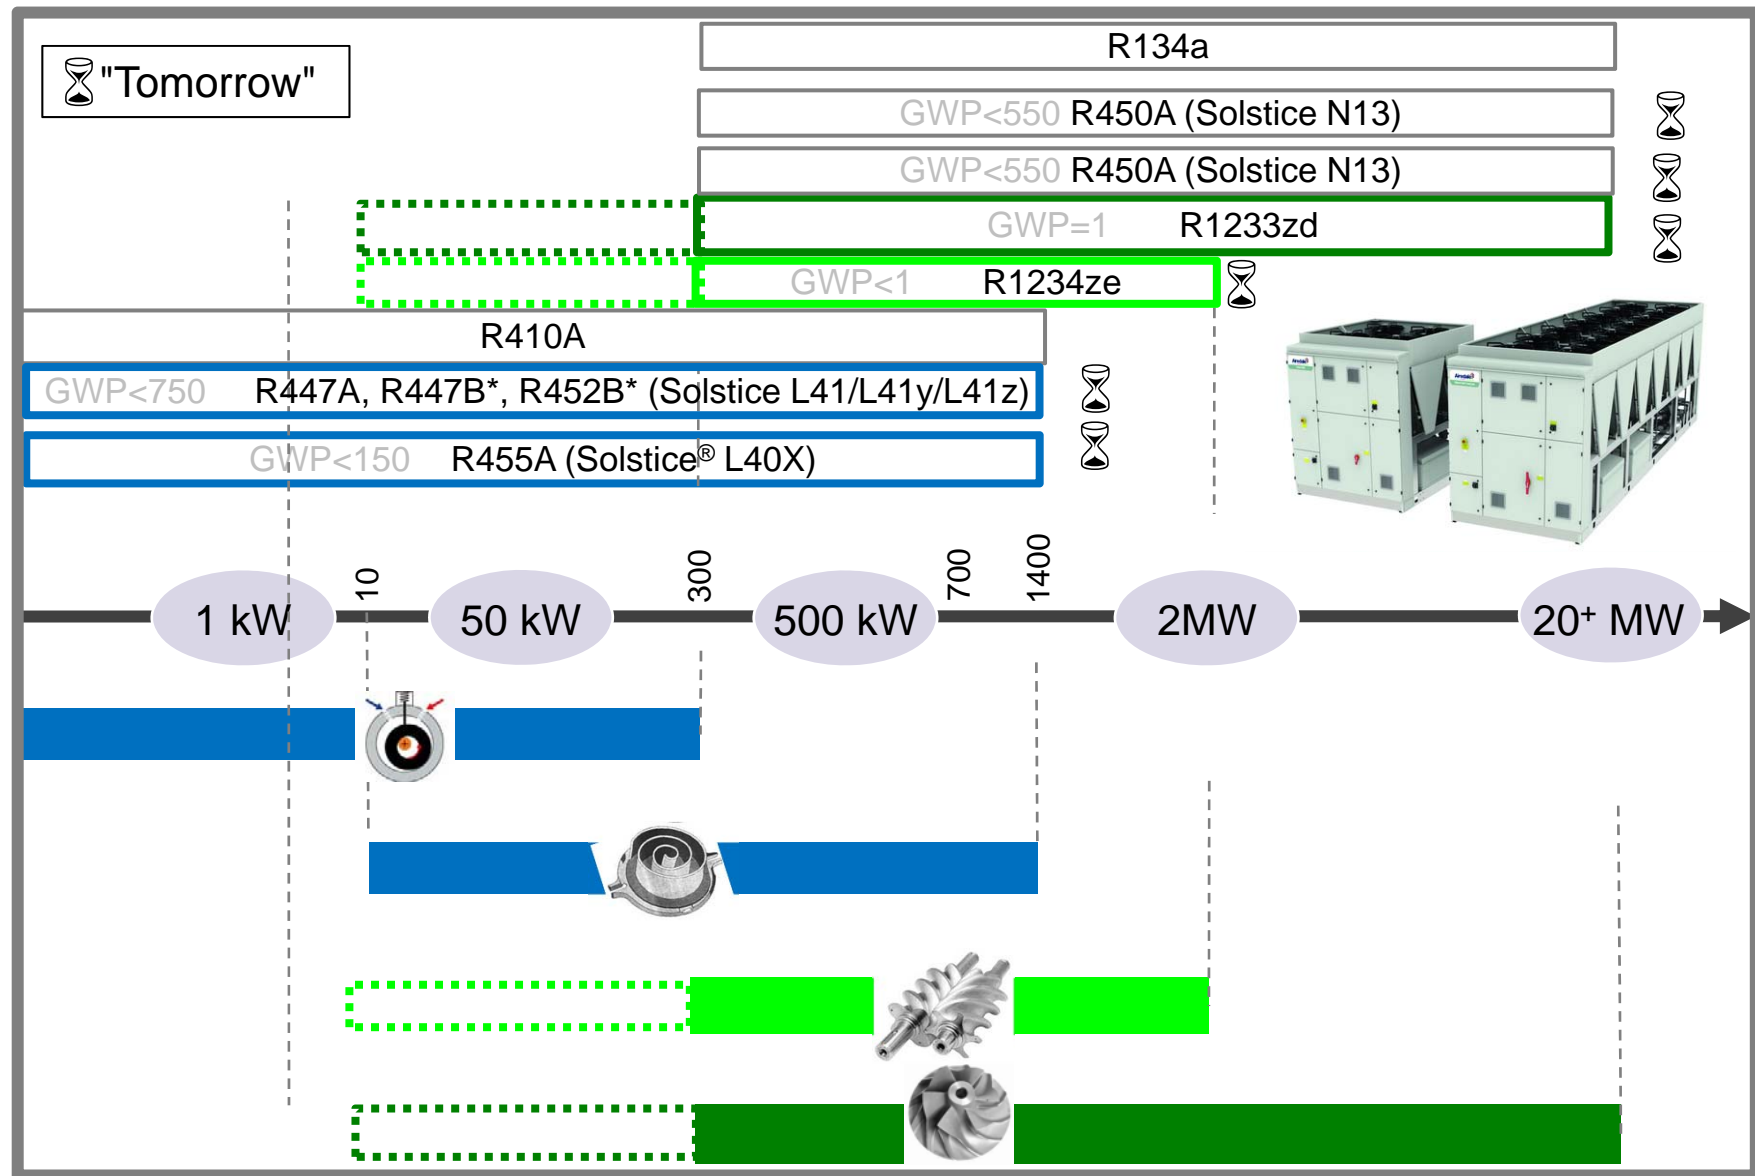 "Tomorrow"
R134a
GWP<550 R450A (Solstice N13)
GWP<550 R450A (Solstice N13)
GWP=1 R1233zd
GWP<1 R1234ze
R410A
GWP<750 R447A, R447B*, R452B* (Solstice L41/L41y/L41z)
GWP<150 R455A (Solstice® L40X)
10
300
700
1400
1 kW
50 kW
500 kW
2MW
20⁺ MW